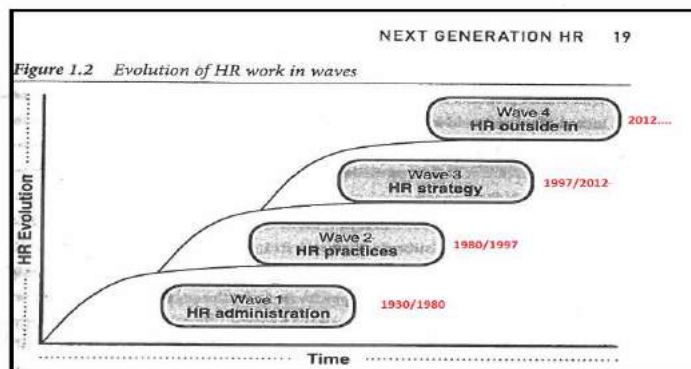 NEXT GENERATION HR 19
Figure 1.2 Evolution of HR work in waves
Wave 4
HR outside in
2012....
Wave 3
HR strategy
1997/2012
Wave 2
HR practices
1980/1997
Wave 1
HR administration
1930/1980
HR Evolution
Time